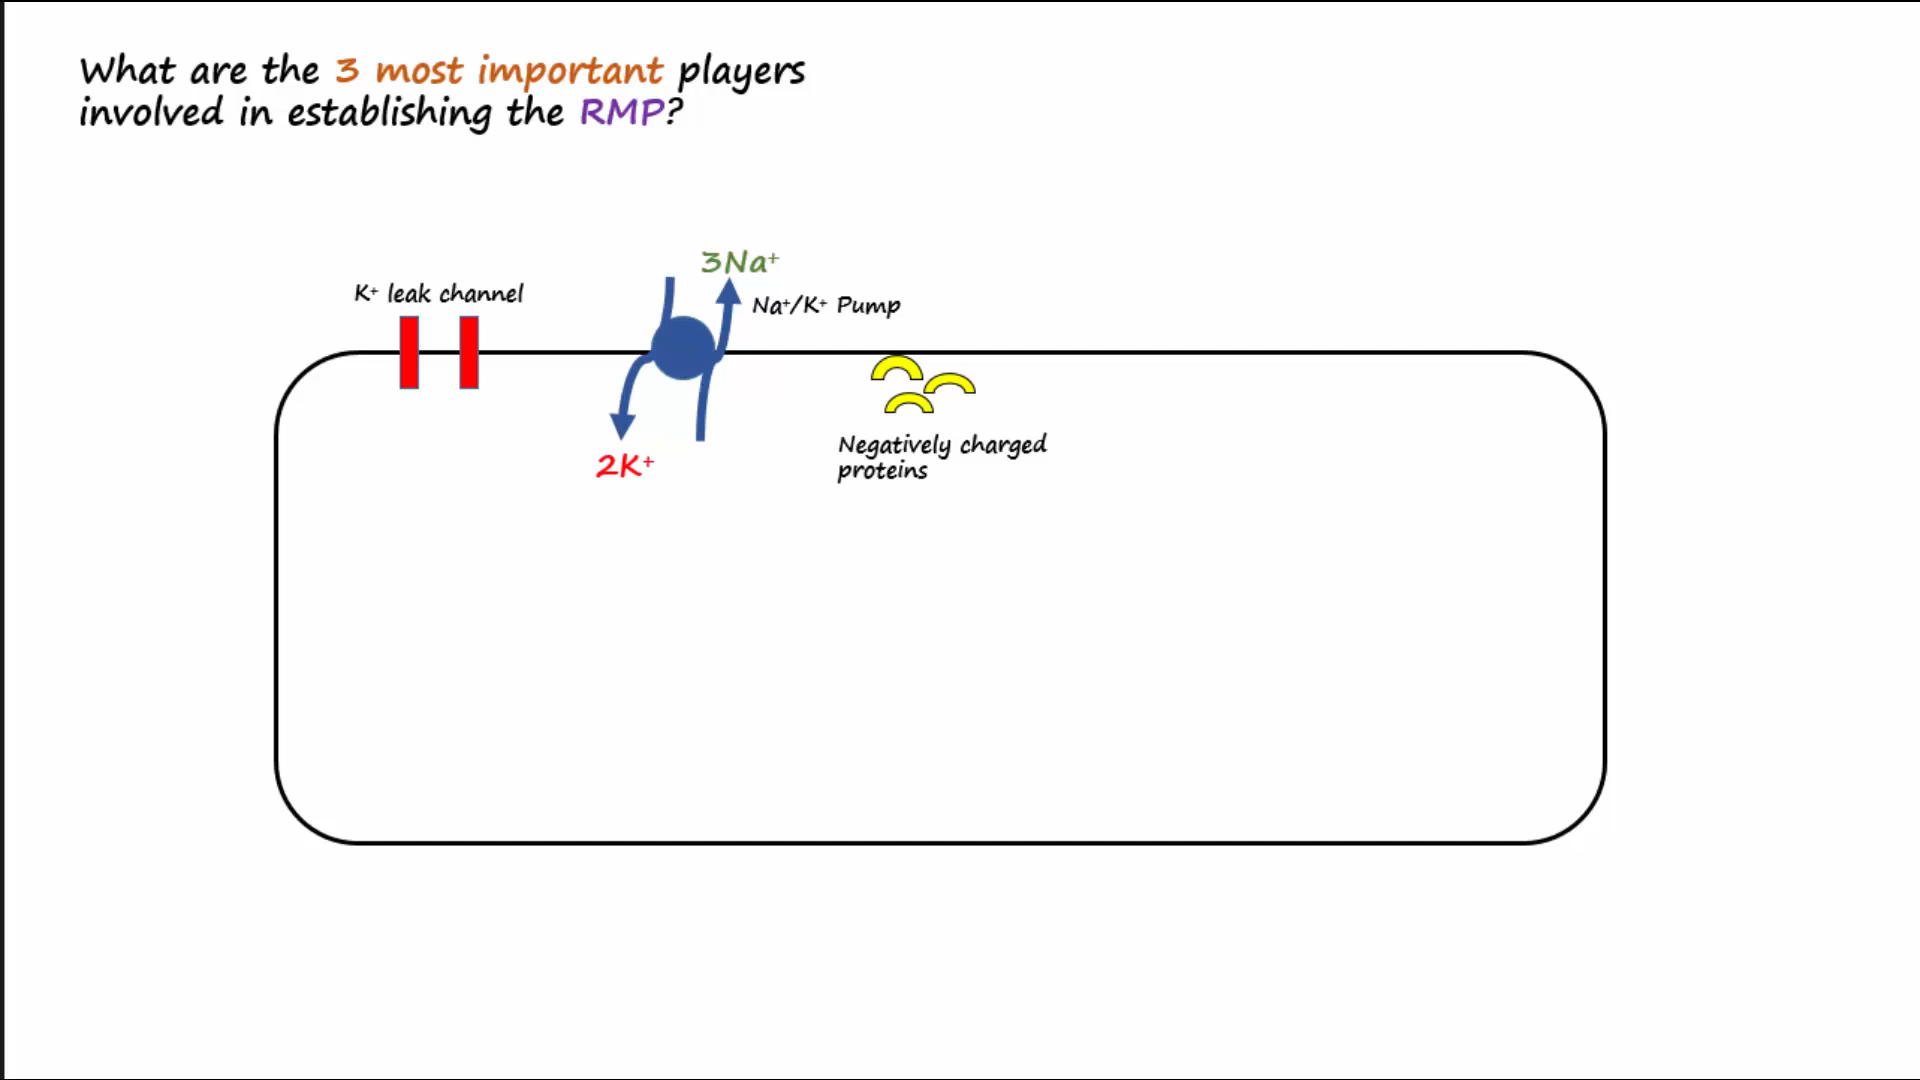 What are the 3 most important players
involved in establishing the RMP?
3Na⁺
K⁺ leak channel
Na⁺/K⁺ Pump
Negatively charged
proteins
2K⁺